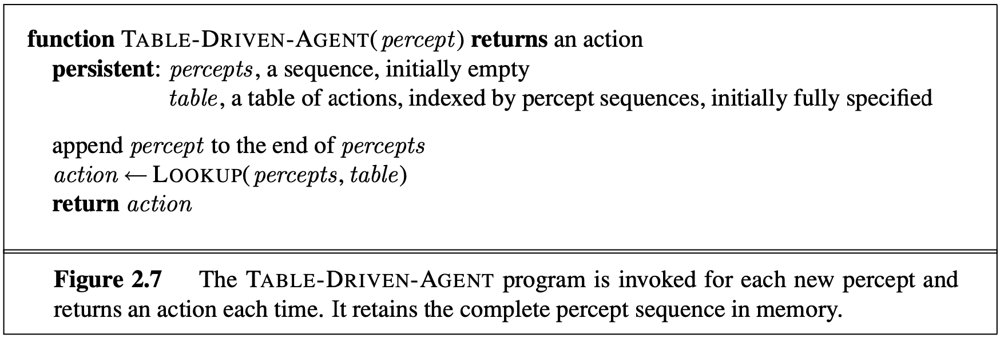 function TABLE-DRIVEN-AGENT(percept) returns an action
persistent: percepts, a sequence, initially empty
table, a table of actions, indexed by percept sequences, initially fully specified
append percept to the end of percepts
action ← LOOKUP(percepts, table)
return action
Figure 2.7 The TABLE-DRIVEN-AGENT program is invoked for each new percept and
returns an action each time. It retains the complete percept sequence in memory.